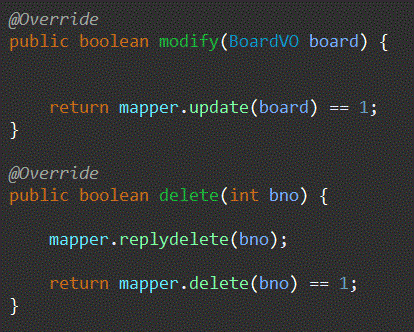 @Override
public boolean modify(BoardVO board) {
return mapper.update(board) == 1;
}
@Override
public boolean delete(int bno) {
mapper.replydelete(bno);
return mapper.delete(bno) == 1;
}